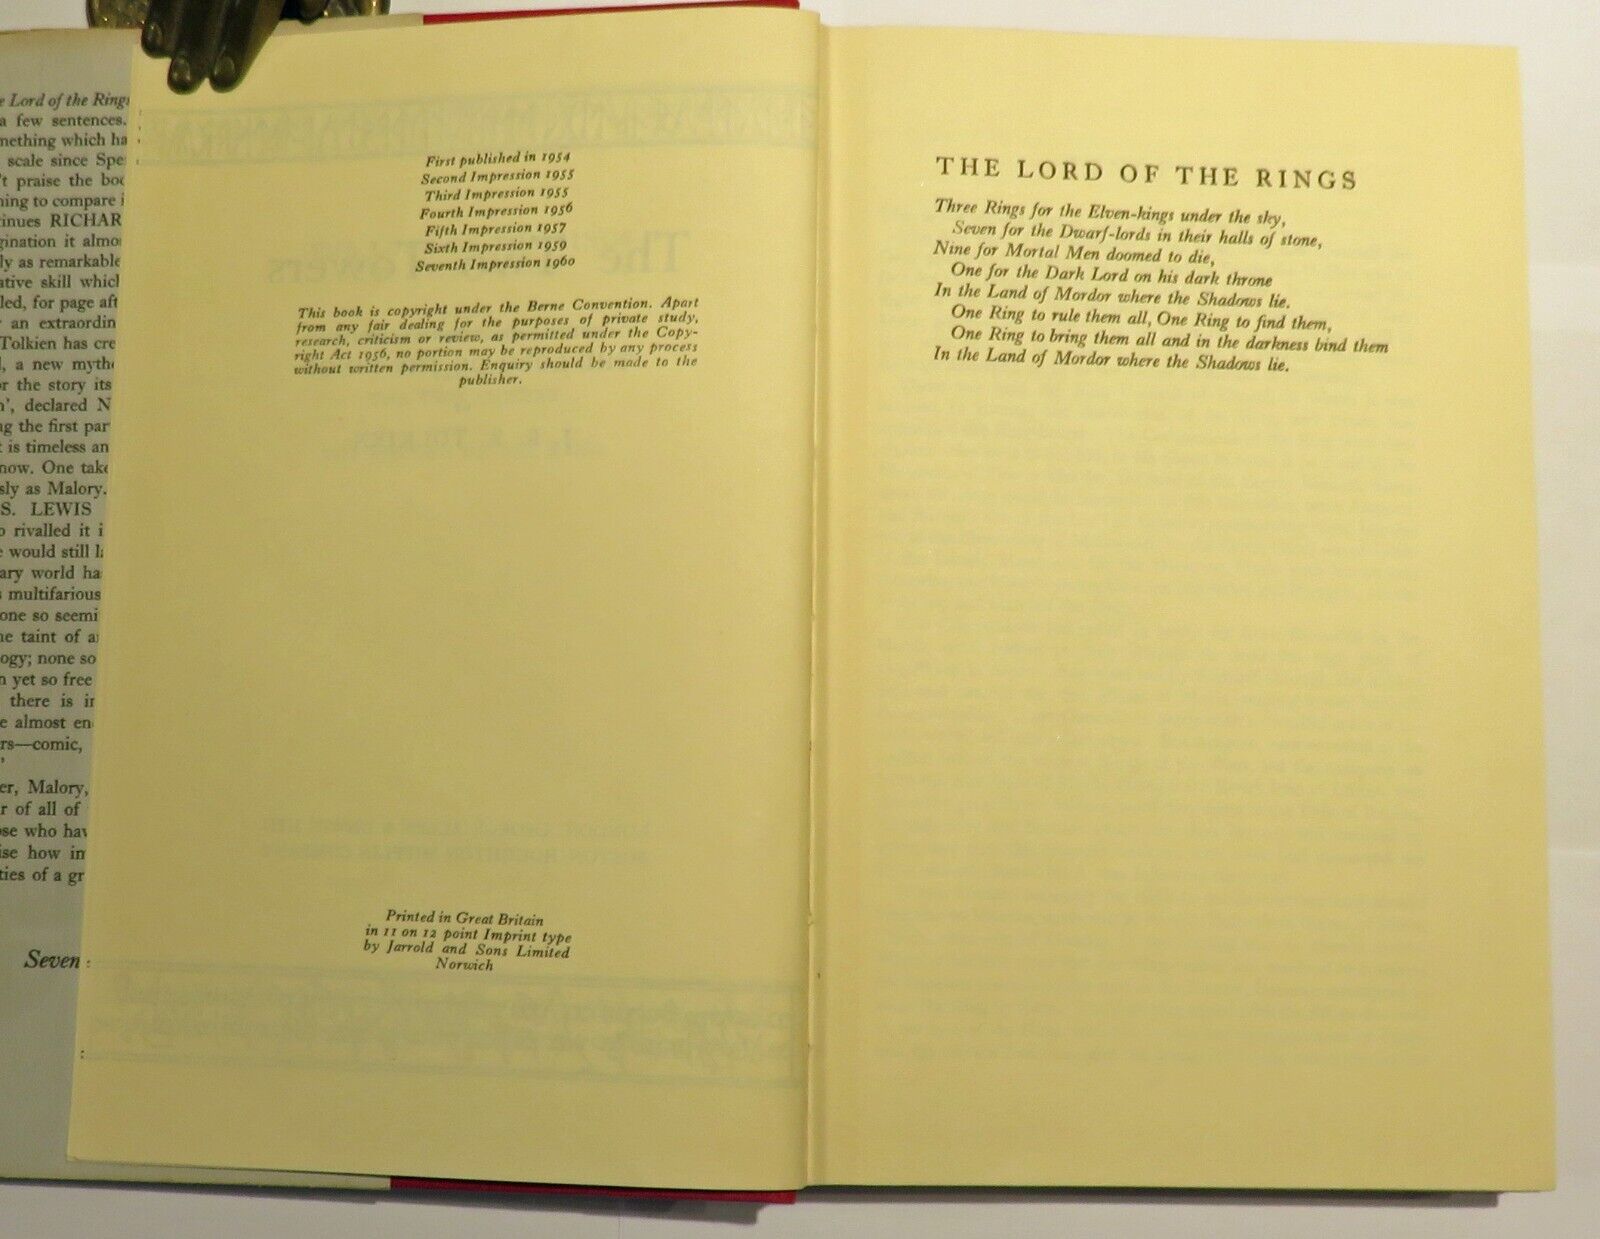 e Lord of the Rings
a few sentences.
mething which ha
scale since Spe
't praise the boo
ning to compare i
tinues RICHAR
gination it almo
ly as remarkable
ative skill which
led, for page aft
an extraordin
Tolkien has cre
l, a new mytho
or the story its
n', declared N
ng the first par
t is timeless an
now. One take
sly as Malory.
S. LEWIS
o rivalled it i
e would still la
ary world ha
s multifarious
one so seemi
ne taint of a
ogy; none so
n yet so free
there is in
e almost en
rs—comic,
er, Malory,
r of all of
ose who hav
ise how im
ties of a gr
Seven
First published in 1954
Second Impression 1955
Third Impression 1955
Fourth Impression 1956
Fifth Impression 1957
Sixth Impression 1959
Seventh Impression 1960
This book is copyright under the Berne Convention. Apart
from any fair dealing for the purposes of private study,
research, criticism or review, as permitted under the Copy-
right Act 1956, no portion may be reproduced by any process
without written permission. Enquiry should be made to the
publisher.
Printed in Great Britain
in 11 on 12 point Imprint type
by Jarrold and Sons Limited
Norwich
THE LORD OF THE RINGS
Three Rings for the Elven-kings under the sky,
Seven for the Dwarf-lords in their halls of stone,
Nine for Mortal Men doomed to die,
One for the Dark Lord on his dark throne
In the Land of Mordor where the Shadows lie.
One Ring to rule them all, One Ring to find them,
One Ring to bring them all and in the darkness bind them
In the Land of Mordor where the Shadows lie.